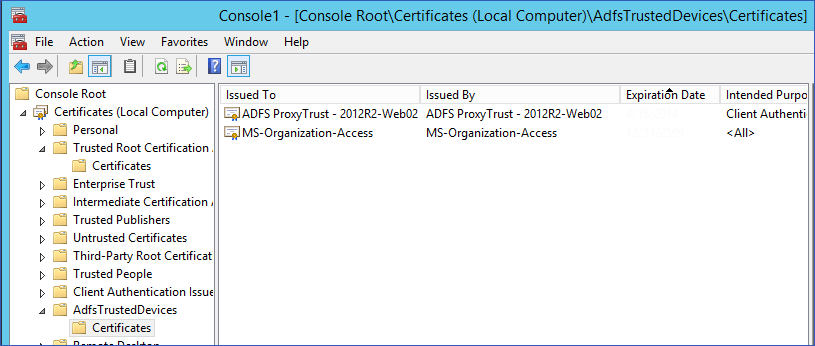 Console1 - [Console Root\Certificates (Local Computer)\AdfsTrustedDevices\Certificates]
File Action View Favorites Window Help
Console Root
Certificates (Local Computer)
Personal
Trusted Root Certification
Certificates
Enterprise Trust
Intermediate Certification
Trusted Publishers
Untrusted Certificates
Third-Party Root Certificat
Trusted People
Client Authentication Issue
AdfsTrustedDevices
Certificates
Remote Desktop
Issued To Issued By Expiration Date Intended Purpo
ADFS ProxyTrust - 2012R2-Web02 ADFS ProxyTrust - 2012R2-Web02 Client Authenti
MS-Organization-Access MS-Organization-Access <All>